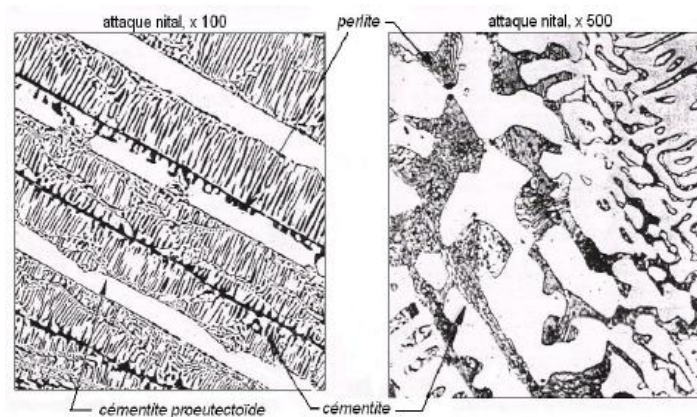 attaque nital, x 100
perlite
attaque nital, x 500
cémentite proeutectoïde
cémentite